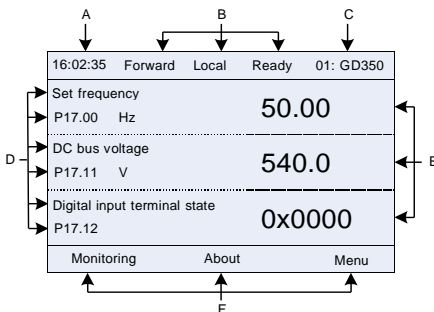 A B C
16:02:35 Forward Local Ready 01: GD350
Set frequency
P17.00 Hz
50.00
DC bus voltage
P17.11 V
540.0
Digital input terminal state
P17.12
0x0000
D
E
Monitoring About Menu
F